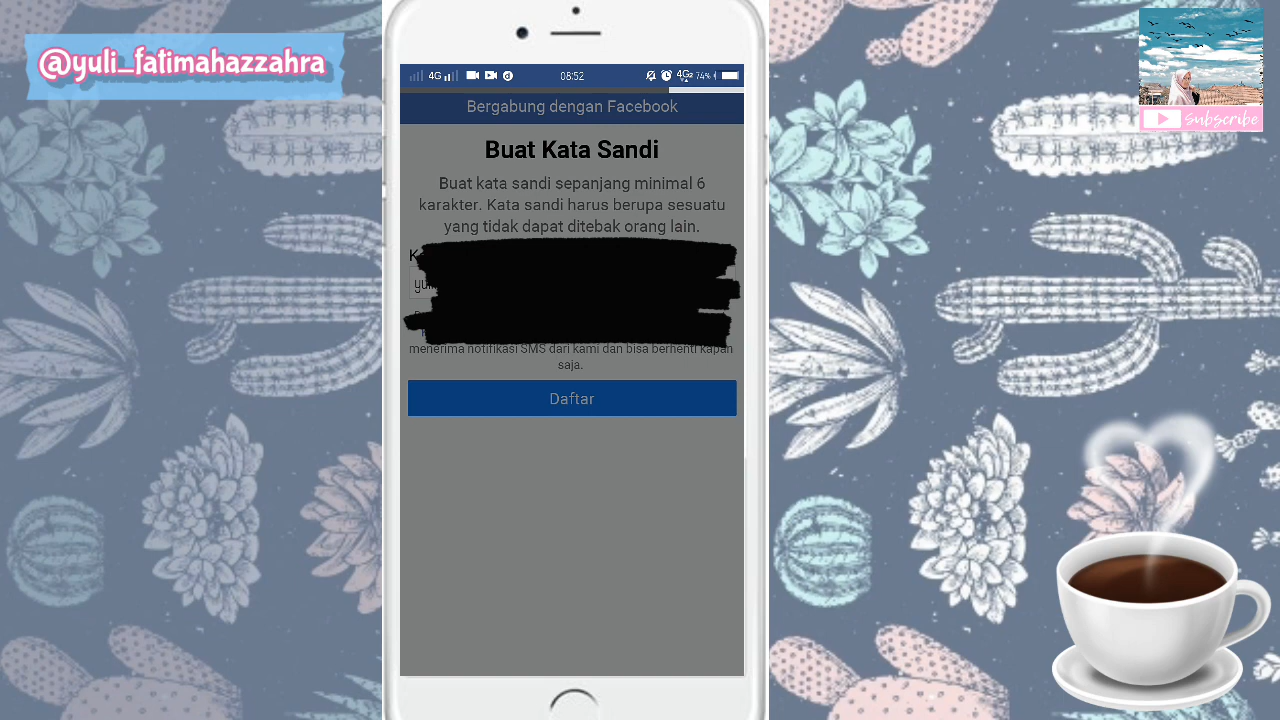 @yuli_fatimahazzahra
Subscribe
4G 08:52 4G 74%
Bergabung dengan Facebook
Buat Kata Sandi
Buat kata sandi sepanjang minimal 6
karakter. Kata sandi harus berupa sesuatu
yang tidak dapat ditebak orang lain.
menerima notifikasi SMS dari kami dan bisa berhenti kapan
saja.
Daftar